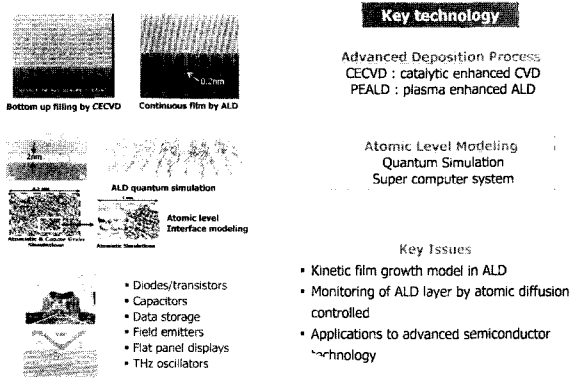 Key technology
0.2nm
Bottom up filling by CECVD
Continuous film by ALD
Advanced Deposition Process
CECVD : catalytic enhanced CVD
PEALD : plasma enhanced ALD
2nm
ALD quantum simulation
Atomic level
Interface modeling
Atomistic Simulations
Atomic Level Modeling
Quantum Simulation
Super computer system
• Diodes/transistors
• Capacitors
• Data storage
• Field emitters
• Flat panel displays
• THz oscillators
Key Issues
• Kinetic film growth model in ALD
• Monitoring of ALD layer by atomic diffusion
controlled
• Applications to advanced semiconductor
technology